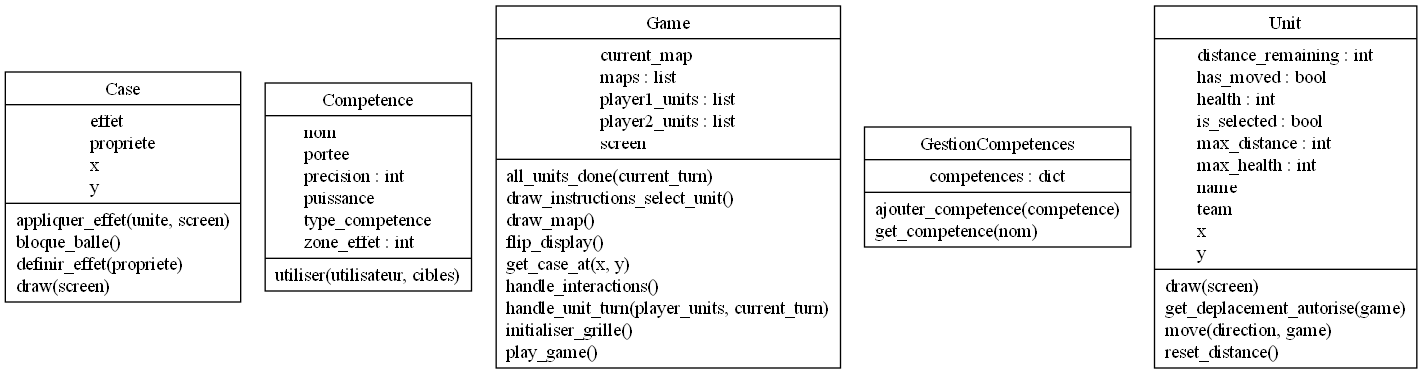 Case
effet
propriete
x
y
appliquer_effet(unite, screen)
bloque_balle()
definir_effet(propriete)
draw(screen)
Competence
nom
portee
precision : int
puissance
type_competence
zone_effet : int
utiliser(utilisateur, cibles)
Game
current_map
maps : list
player1_units : list
player2_units : list
screen
all_units_done(current_turn)
draw_instructions_select_unit()
draw_map()
flip_display()
get_case_at(x, y)
handle_interactions()
handle_unit_turn(player_units, current_turn)
initialiser_grille()
play_game()
GestionCompetences
competences : dict
ajouter_competence(competence)
get_competence(nom)
Unit
distance_remaining : int
has_moved : bool
health : int
is_selected : bool
max_distance : int
max_health : int
name
team
x
y
draw(screen)
get_deplacement_autorise(game)
move(direction, game)
reset_distance()